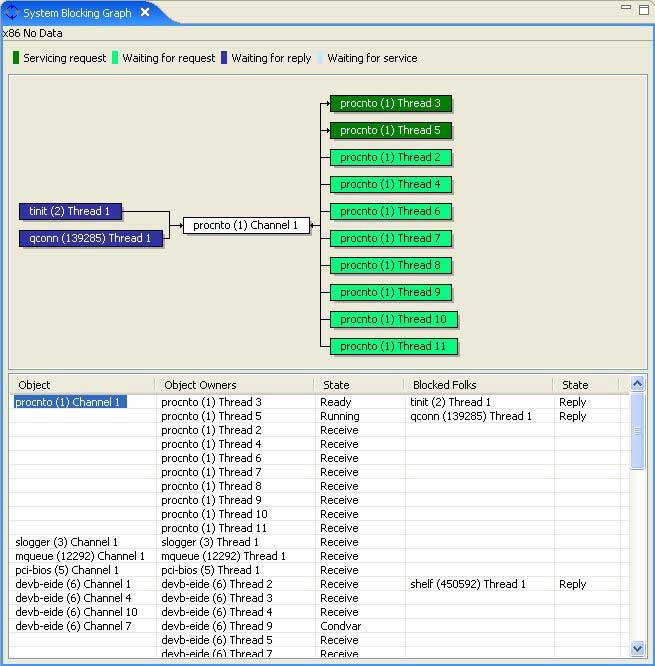 System Blocking Graph
x86 No Data
Servicing request Waiting for request Waiting for reply Waiting for service
procnto (1) Thread 3
procnto (1) Thread 5
procnto (1) Thread 2
procnto (1) Thread 4
tinit (2) Thread 1 procnto (1) Thread 6
procnto (1) Channel 1
qconn (139285) Thread 1 procnto (1) Thread 7
procnto (1) Thread 8
procnto (1) Thread 9
procnto (1) Thread 10
procnto (1) Thread 11
Object Object Owners State Blocked Folks State
procnto (1) Channel 1 procnto (1) Thread 3 Ready tinit (2) Thread 1 Reply
procnto (1) Thread 5 Running qconn (139285) Thread 1 Reply
procnto (1) Thread 2 Receive
procnto (1) Thread 4 Receive
procnto (1) Thread 6 Receive
procnto (1) Thread 7 Receive
procnto (1) Thread 8 Receive
procnto (1) Thread 9 Receive
procnto (1) Thread 10 Receive
procnto (1) Thread 11 Receive
slogger (3) Channel 1 slogger (3) Thread 1 Receive
mqueue (12292) Channel 1 mqueue (12292) Thread 1 Receive
pci-bios (5) Channel 1 pci-bios (5) Thread 1 Receive
devb-eide (6) Channel 1 devb-eide (6) Thread 2 Receive shelf (450592) Thread 1 Reply
devb-eide (6) Channel 4 devb-eide (6) Thread 3 Receive
devb-eide (6) Channel 10 devb-eide (6) Thread 4 Receive
devb-eide (6) Channel 7 devb-eide (6) Thread 9 Condvar
devb-eide (6) Thread 5 Receive
devb-eide (6) Thread 7 Receive